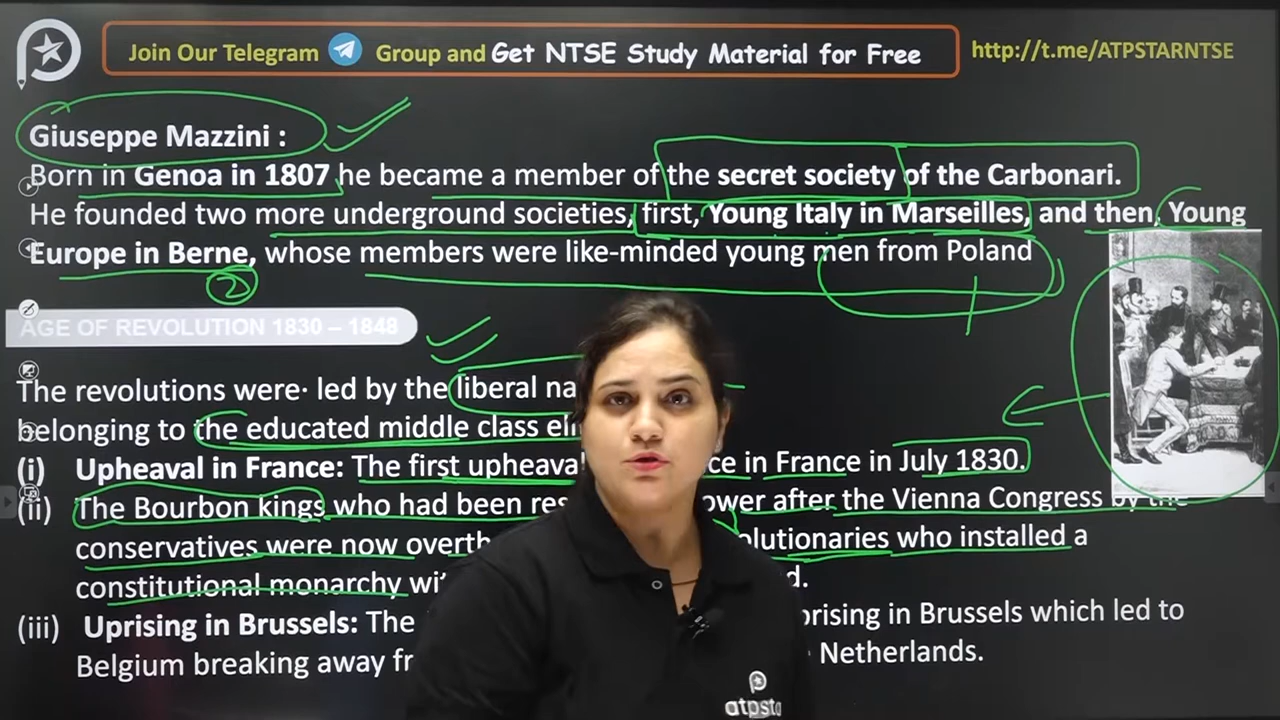 Join Our Telegram Group and Get NTSE Study Material for Free
http://t.me/ATPSTARNTSE
Giuseppe Mazzini :
Born in Genoa in 1807 he became a member of the secret society of the Carbonari.
He founded two more underground societies, first, Young Italy in Marseilles, and then, Young
Europe in Berne, whose members were like-minded young men from Poland
2
AGE OF REVOLUTION 1830 – 1848
The revolutions were· led by the liberal na
belonging to the educated middle class eli
(i) Upheaval in France: The first upheaval ce in France in July 1830.
(ii) The Bourbon kings who had been res ower after the Vienna Congress by the
conservatives were now overth olutionaries who installed a
constitutional monarchy wit d.
(iii) Uprising in Brussels: The prising in Brussels which led to
Belgium breaking away fr Netherlands.
atpsta